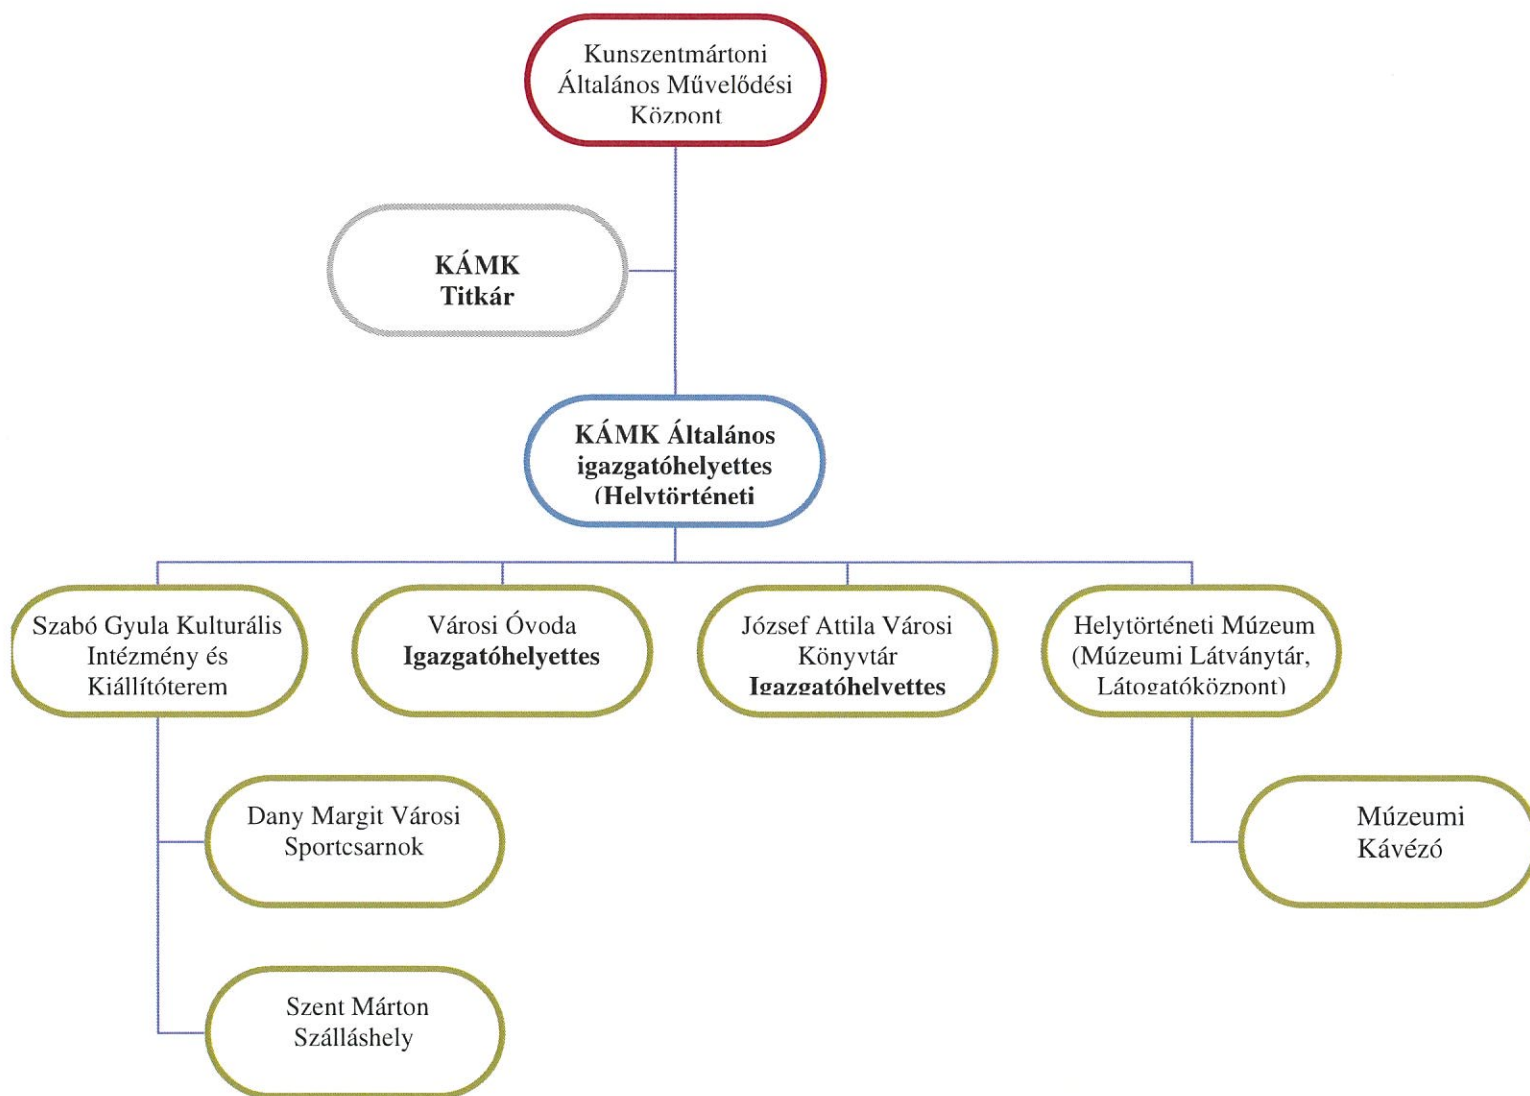 Kunszentmártoni
Általános Művelődési
Központ
KÁMK
Titkár
KÁMK Általános
igazgatóhelyettes
(Helytörténeti
Szabó Gyula Kulturális
Intézmény és
Kiállítóterem
Városi Óvoda
Igazgatóhelyettes
József Attila Városi
Könyvtár
Igazgatóhelyettes
Helytörténeti Múzeum
(Múzeumi Látványtár,
Látogatóközpont)
Dany Margit Városi
Sportcsarnok
Múzeumi
Kávézó
Szent Márton
Szálláshely